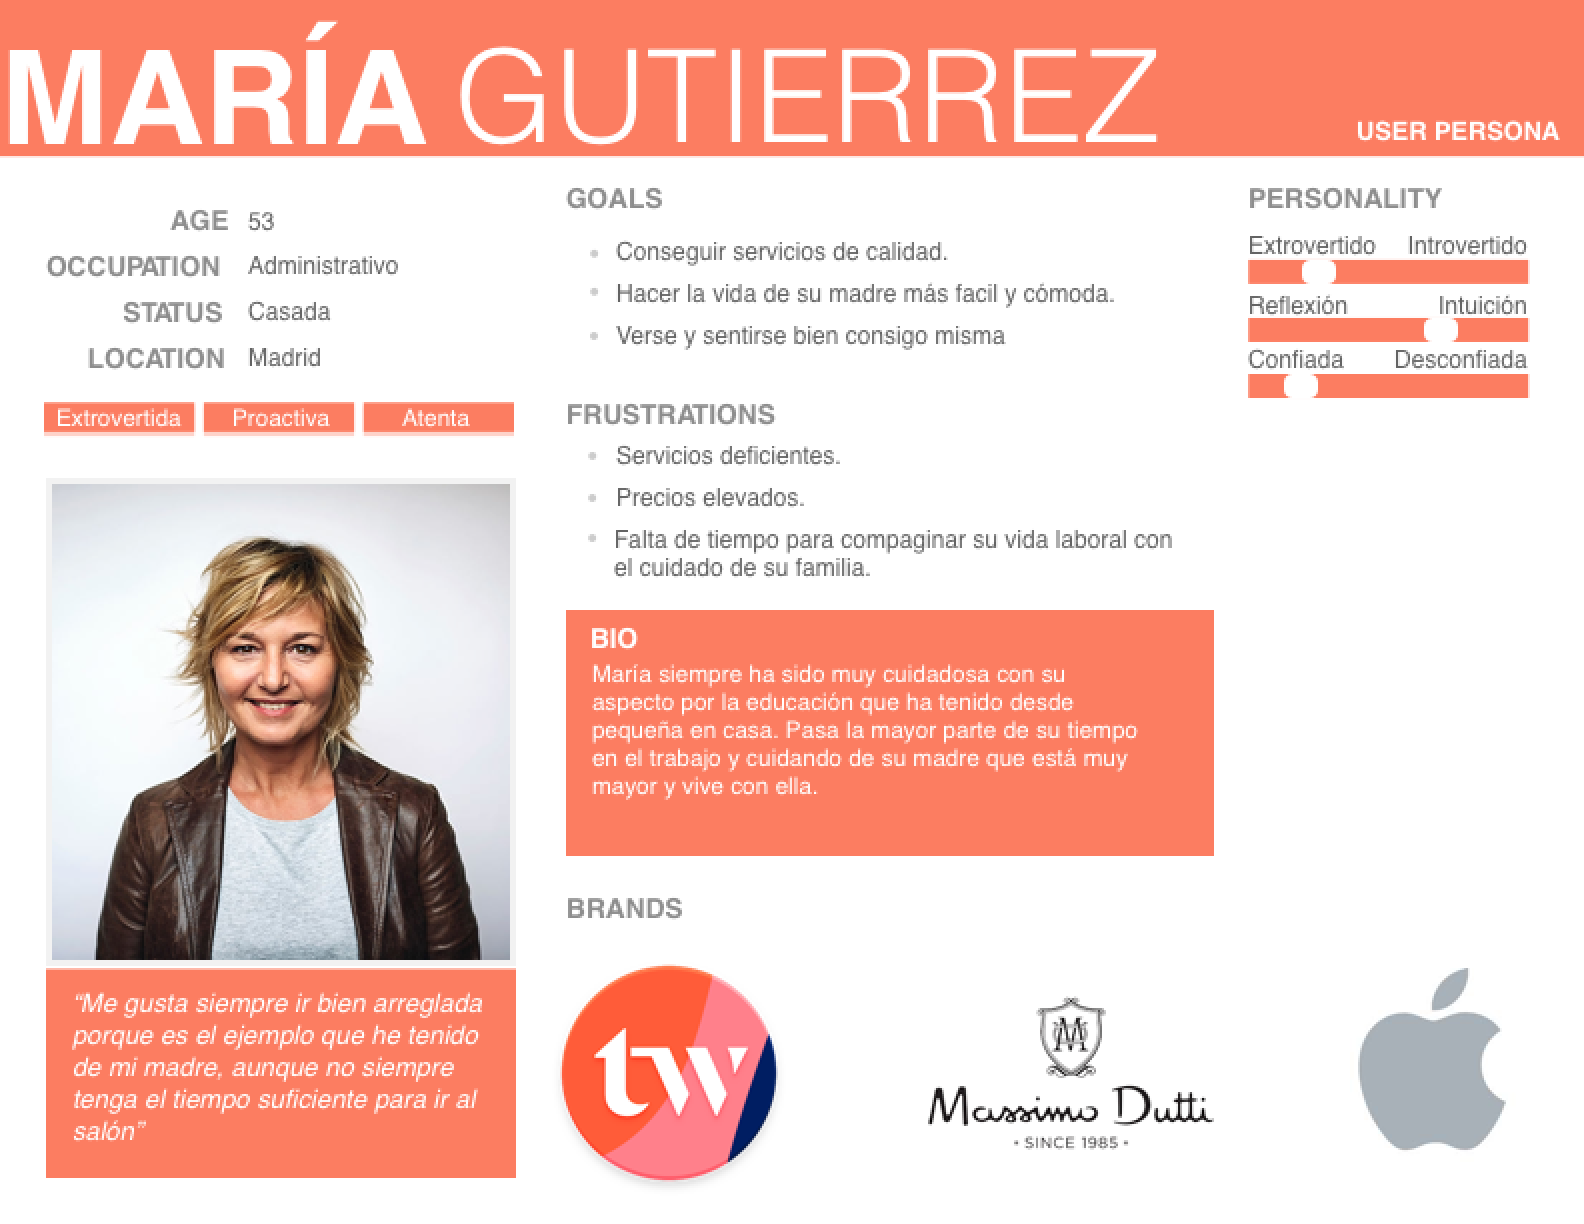 MARÍA GUTIERREZ
USER PERSONA
AGE 53
OCCUPATION Administrativo
STATUS Casada
LOCATION Madrid
Extrovertida Proactiva Atenta
“Me gusta siempre ir bien arreglada
porque es el ejemplo que he tenido
de mi madre, aunque no siempre
tenga el tiempo suficiente para ir al
salón”
GOALS
Conseguir servicios de calidad.
Hacer la vida de su madre más facil y cómoda.
Verse y sentirse bien consigo misma
FRUSTRATIONS
Servicios deficientes.
Precios elevados.
Falta de tiempo para compaginar su vida laboral con
el cuidado de su familia.
BIO
María siempre ha sido muy cuidadosa con su
aspecto por la educación que ha tenido desde
pequeña en casa. Pasa la mayor parte de su tiempo
en el trabajo y cuidando de su madre que está muy
mayor y vive con ella.
BRANDS
tw
M
Massimo Dutti
· SINCE 1985 ·
PERSONALITY
Extrovertido Introvertido
Reflexión Intuición
Confiada Desconfiada